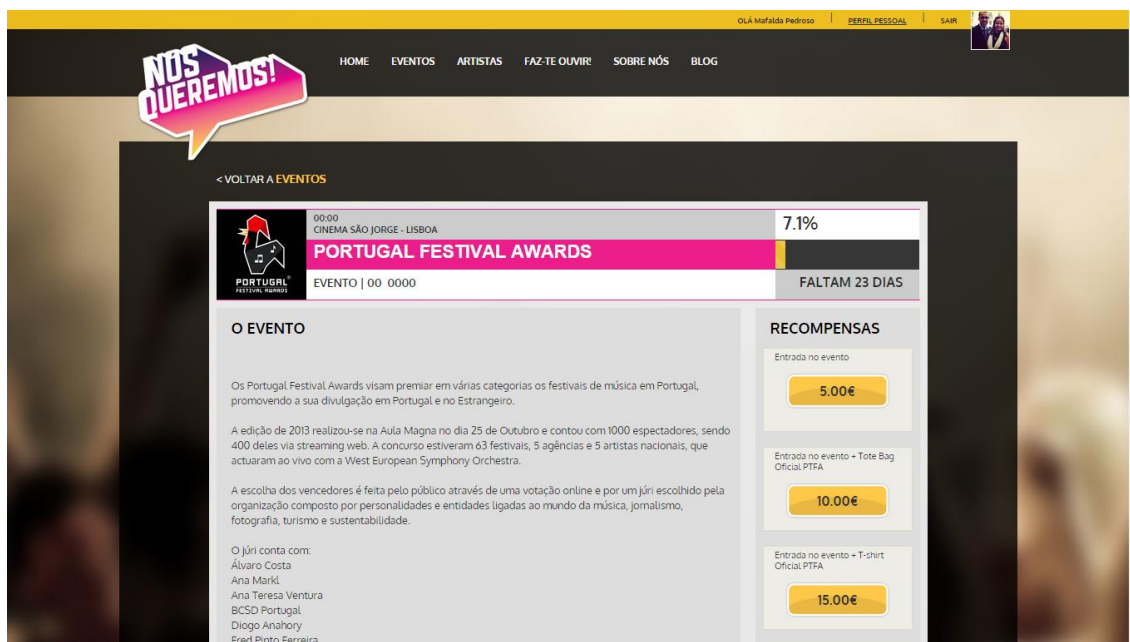 OLÁ Mafalda Pedroso | PERFIL PESSOAL | SAIR
NÓS
QUEREMOS!
HOME EVENTOS ARTISTAS FAZ-TE OUVIR! SOBRE NÓS BLOG
< VOLTAR A EVENTOS
PORTUGAL
FESTIVAL AWARDS
00:00
CINEMA SÃO JORGE - LISBOA
PORTUGAL FESTIVAL AWARDS
EVENTO | 00 0000
7.1%
FALTAM 23 DIAS
O EVENTO
Os Portugal Festival Awards visam premiar em várias categorias os festivais de música em Portugal,
promovendo a sua divulgação em Portugal e no Estrangeiro.
A edição de 2013 realizou-se na Aula Magna no dia 25 de Outubro e contou com 1000 espectadores, sendo
400 deles via streaming web. A concurso estiveram 63 festivais, 5 agências e 5 artistas nacionais, que
actuaram ao vivo com a West European Symphony Orchestra.
A escolha dos vencedores é feita pelo público através de uma votação online e por um júri escolhido pela
organização composto por personalidades e entidades ligadas ao mundo da música, jornalismo,
fotografia, turismo e sustentabilidade.
O júri conta com:
Álvaro Costa
Ana Markl
Ana Teresa Ventura
BCSD Portugal
Diogo Anahory
Fred Pinto Ferreira
RECOMPENSAS
Entrada no evento
5.00€
Entrada no evento + Tote Bag
Oficial PTFA
10.00€
Entrada no evento + T-shirt
Oficial PTFA
15.00€